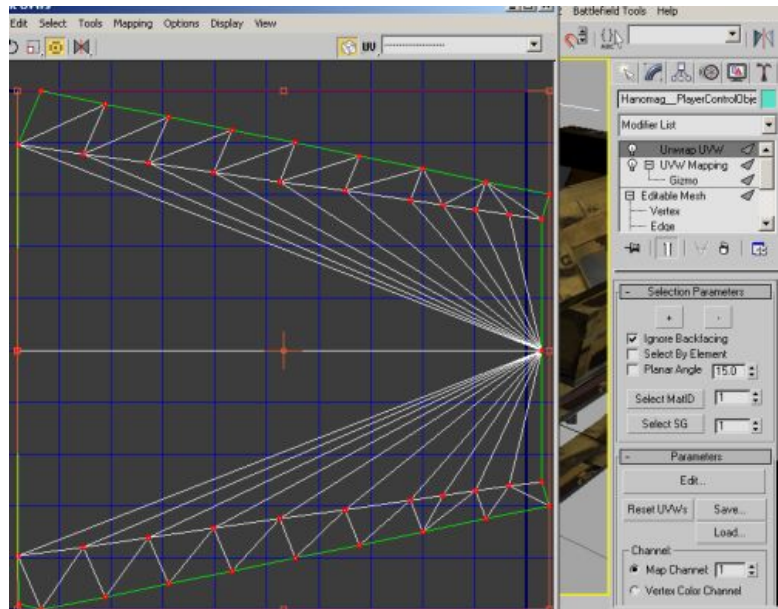 Edit Select Tools Mapping Options Display View
Battlefield Tools Help
UV
Hanomag__PlayerControlObje
Modifier List
Unwrap UVW
UVW Mapping
Gizmo
Editable Mesh
Vertex
Edge
- Selection Parameters
+ -
Ignore Backfacing
Select By Element
Planar Angle 15.0
Select MatID 1
Select SG 1
- Parameters
Edit...
Reset UVWs Save...
Load...
Channel:
Map Channel: 1
Vertex Color Channel